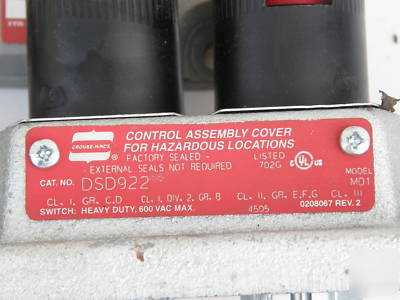 CONTROL ASSEMBLY COVER
FOR HAZARDOUS LOCATIONS
CROUSE-HINDS
®
FACTORY SEALED -
EXTERNAL SEALS NOT REQUIRED
LISTED
702G
c UL US
CAT. NO. DSD922
MODEL
M01
CL. I, GR. C,D CL. I, DIV. 2, GR. B CL. II, GR. E,F,G CL. III
SWITCH: HEAVY DUTY, 600 VAC MAX. 4505 0208067 REV. 2